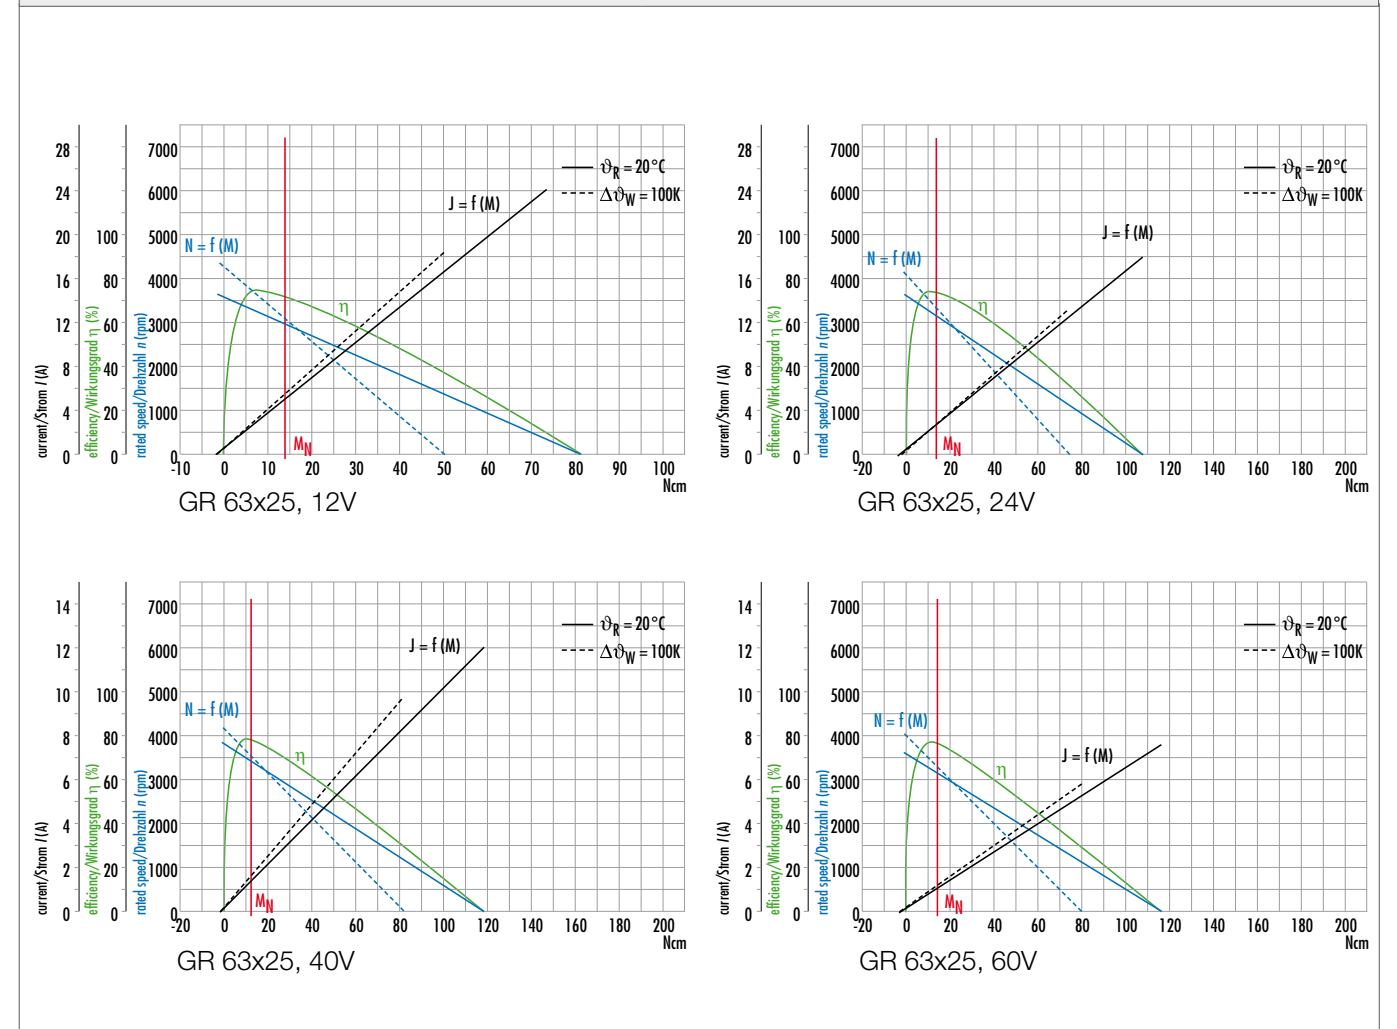 28
24
20
16
12
8
4
0
current/Strom I (A)
100
80
60
40
20
0
efficiency/Wirkungsgrad η (%)
7000
6000
5000
4000
3000
2000
1000
0
rated speed/Drehzahl n (rpm)
N = f (M)
η
J = f (M)
ϑR = 20°C
ΔϑW = 100K
MN
-10 0 10 20 30 40 50 60 70 80 90 100
Ncm
GR 63x25, 12V
28
24
20
16
12
8
4
0
current/Strom I (A)
100
80
60
40
20
0
efficiency/Wirkungsgrad η (%)
7000
6000
5000
4000
3000
2000
1000
0
rated speed/Drehzahl n (rpm)
N = f (M)
η
J = f (M)
ϑR = 20°C
ΔϑW = 100K
MN
-20 0 20 40 60 80 100 120 140 160 180 200
Ncm
GR 63x25, 24V
14
12
10
8
6
4
2
0
current/Strom I (A)
100
80
60
40
20
0
efficiency/Wirkungsgrad η (%)
7000
6000
5000
4000
3000
2000
1000
0
rated speed/Drehzahl n (rpm)
N = f (M)
η
J = f (M)
ϑR = 20°C
ΔϑW = 100K
MN
-20 0 20 40 60 80 100 120 140 160 180 200
Ncm
GR 63x25, 40V
14
12
10
8
6
4
2
0
current/Strom I (A)
100
80
60
40
20
0
efficiency/Wirkungsgrad η (%)
7000
6000
5000
4000
3000
2000
1000
0
rated speed/Drehzahl n (rpm)
N = f (M)
η
J = f (M)
ϑR = 20°C
ΔϑW = 100K
MN
-20 0 20 40 60 80 100 120 140 160 180 200
Ncm
GR 63x25, 60V